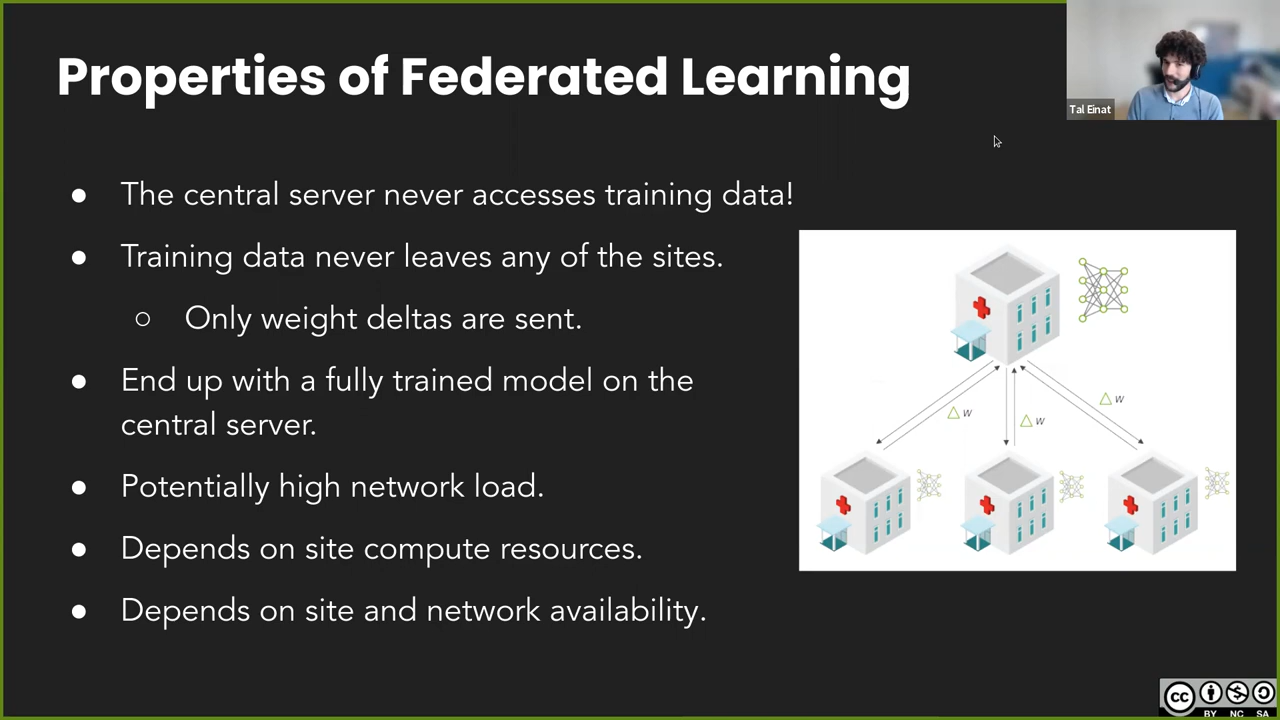 Properties of Federated Learning
Tal Einat
● The central server never accesses training data!
● Training data never leaves any of the sites.
○ Only weight deltas are sent.
● End up with a fully trained model on the
central server.
● Potentially high network load.
● Depends on site compute resources.
● Depends on site and network availability.
△ w
△ w
△ w
cc
BY NC SA